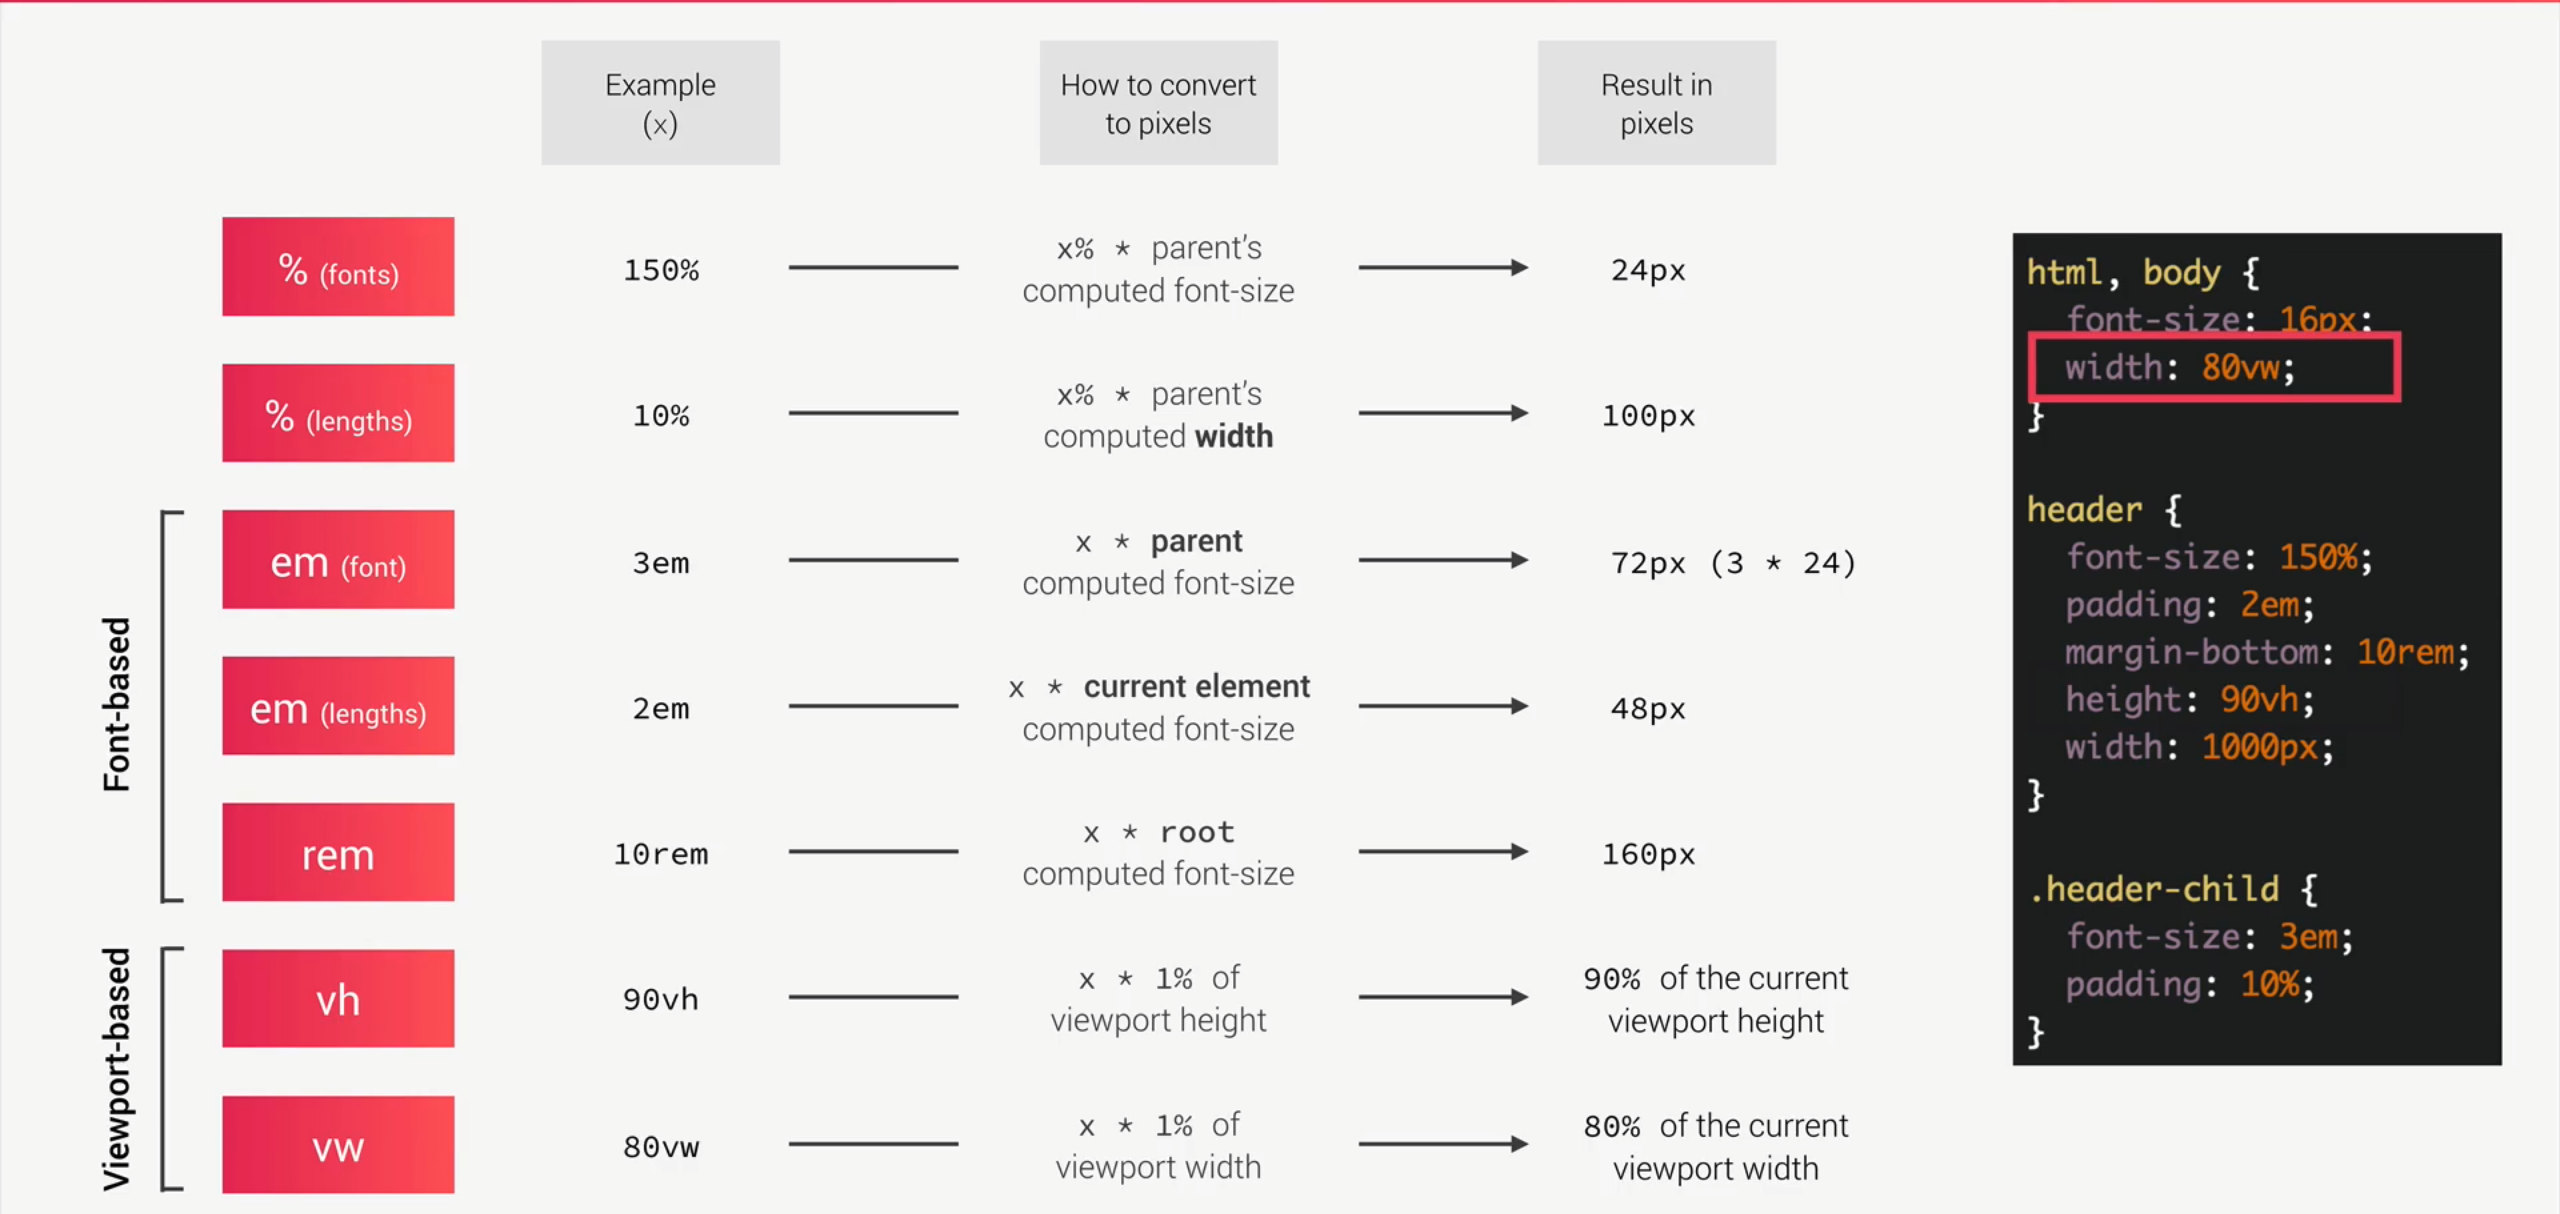 Example
(x)
How to convert
to pixels
Result in
pixels
% (fonts)
150%
x% * parent's
computed font-size
24px
% (lengths)
10%
x% * parent's
computed width
100px
Font-based
em (font)
3em
x * parent
computed font-size
72px (3 * 24)
em (lengths)
2em
x * current element
computed font-size
48px
rem
10rem
x * root
computed font-size
160px
Viewport-based
vh
90vh
x * 1% of
viewport height
90% of the current
viewport height
vw
80vw
x * 1% of
viewport width
80% of the current
viewport width
html, body {
font-size: 16px;
width: 80vw;
}
header {
font-size: 150%;
padding: 2em;
margin-bottom: 10rem;
height: 90vh;
width: 1000px;
}
.header-child {
font-size: 3em;
padding: 10%;
}